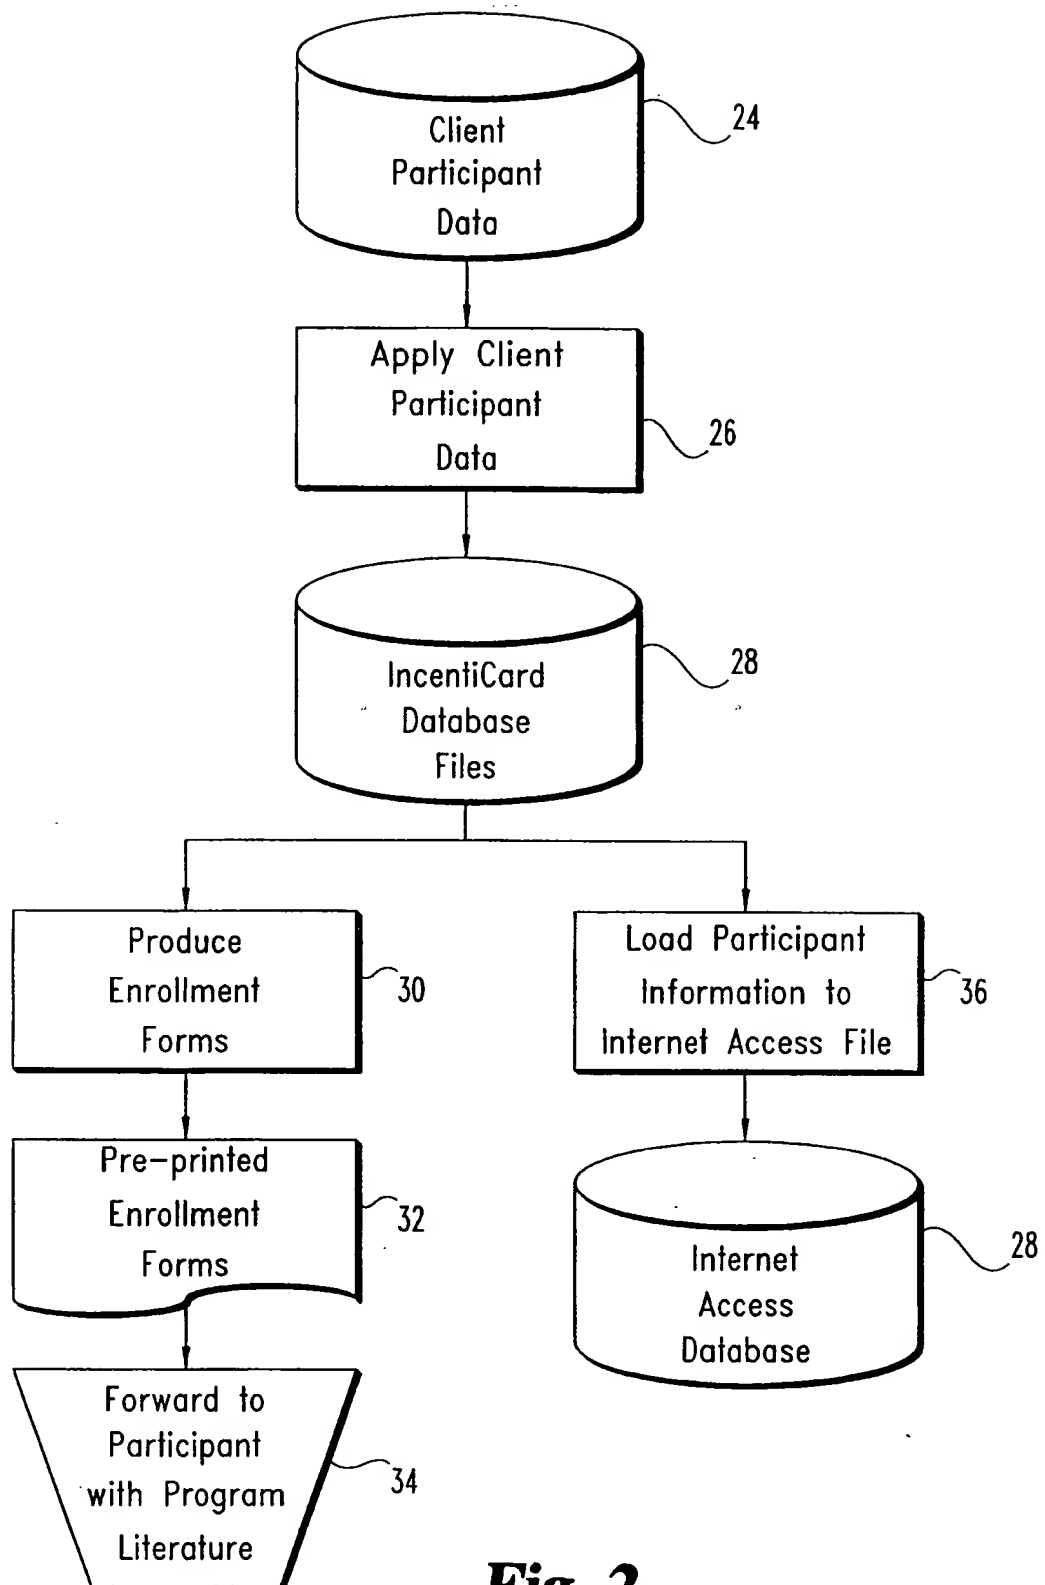 Client
Participant
Data
24
Apply Client
Participant
Data
26
IncentiCard
Database
Files
28
Produce
Enrollment
Forms
30
Load Participant
Information to
Internet Access File
36
Pre-printed
Enrollment
Forms
32
Internet
Access
Database
28
Forward to
Participant
with Program
Literature
34
Fig. 2